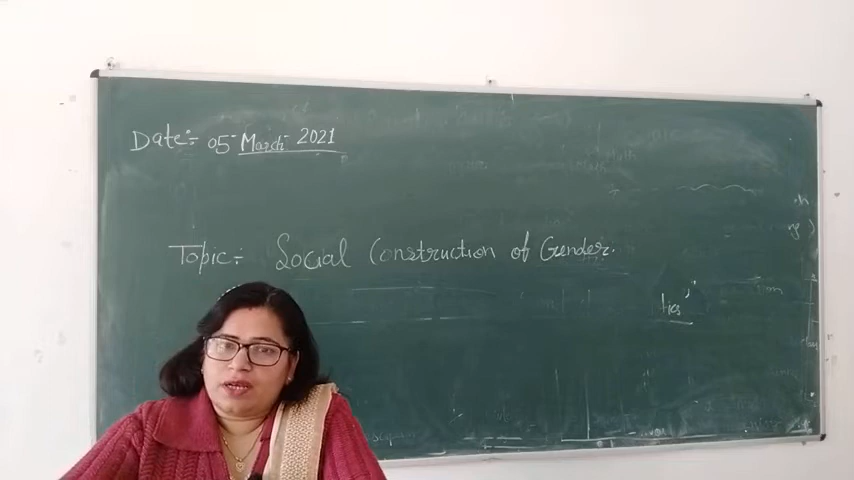 Date:- 05- March- 2021
Topic:- Social Construction of Gender.